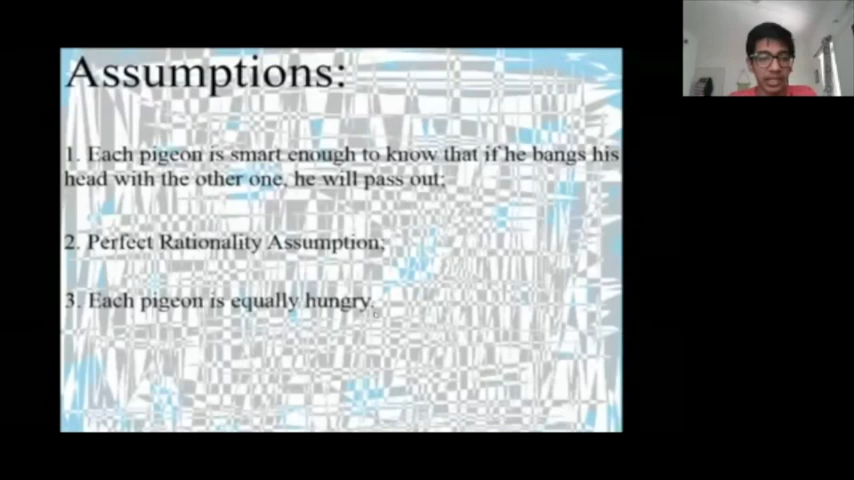 Assumptions:
1. Each pigeon is smart enough to know that if he bangs his
head with the other one, he will pass out;
2. Perfect Rationality Assumption;
3. Each pigeon is equally hungry.